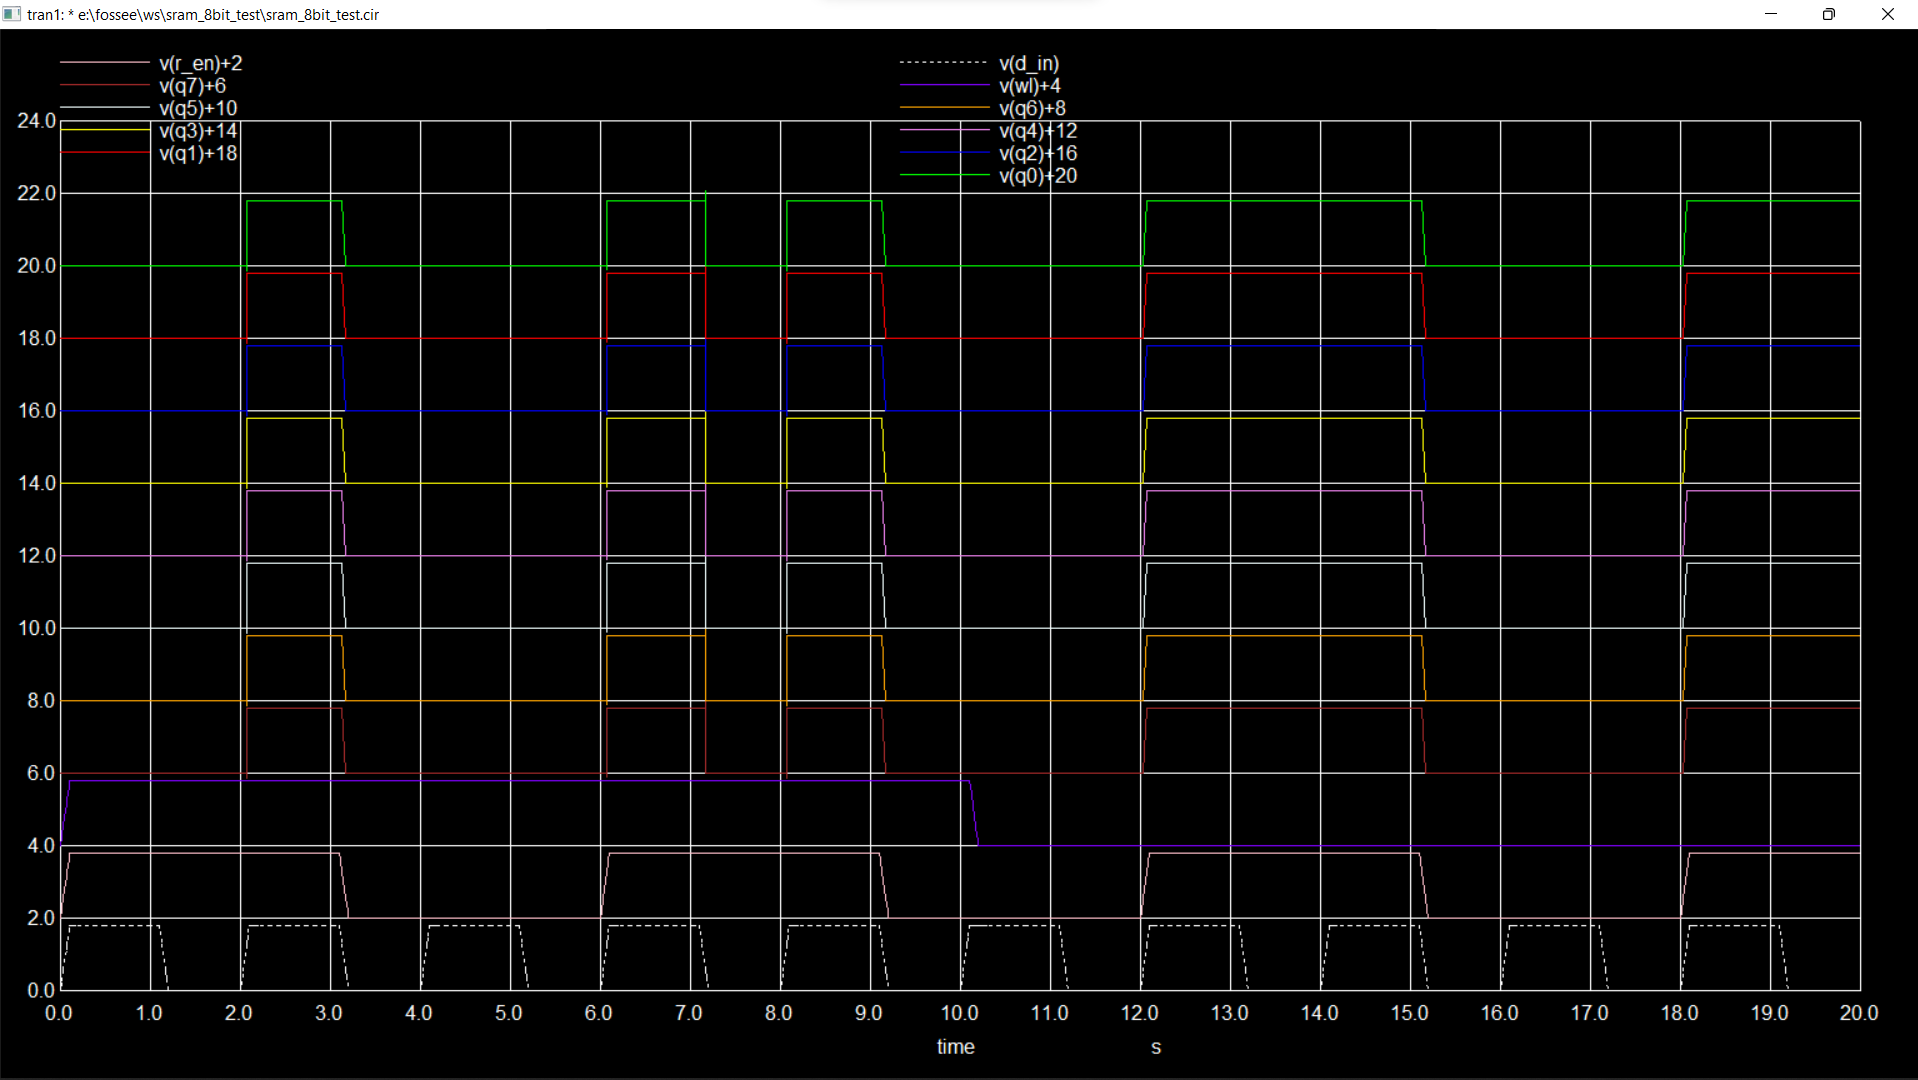 tran1: * e:\fossee\ws\sram_8bit_test\sram_8bit_test.cir
v(r_en)+2
v(d_in)
v(q7)+6
v(wl)+4
v(q5)+10
v(q6)+8
v(q3)+14
v(q4)+12
v(q1)+18
v(q2)+16
v(q0)+20
24.0
22.0
20.0
18.0
16.0
14.0
12.0
10.0
8.0
6.0
4.0
2.0
0.0
0.0 1.0 2.0 3.0 4.0 5.0 6.0 7.0 8.0 9.0 10.0 11.0 12.0 13.0 14.0 15.0 16.0 17.0 18.0 19.0 20.0
time s